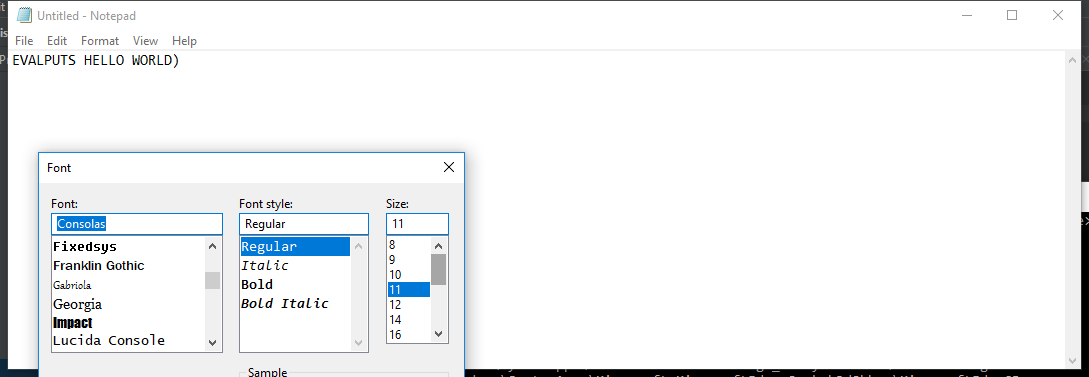 Untitled - Notepad
File Edit Format View Help
EVALPUTS HELLO WORLD)
Font
Font: Font style: Size:
Consolas Regular 11
Fixedsys Regular 8
Franklin Gothic Italic 9
Gabriola Bold 10
Georgia Bold Italic 11
Impact 12
Lucida Console 14
16
Sample